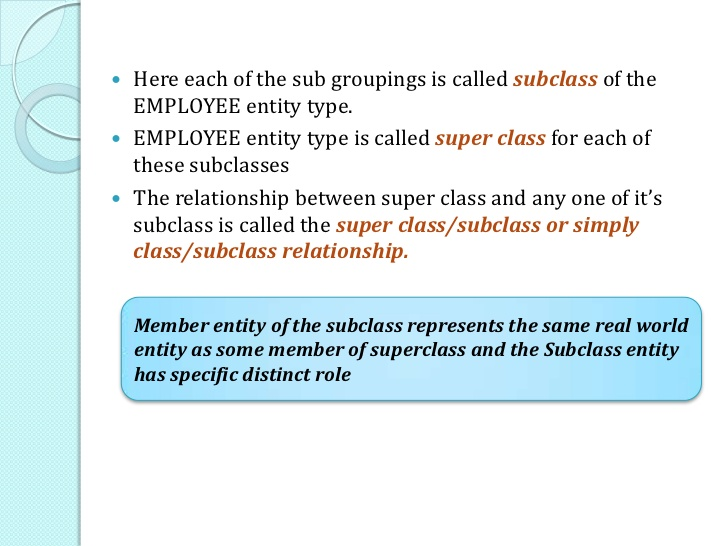 Here each of the sub groupings is called subclass of the
EMPLOYEE entity type.
EMPLOYEE entity type is called super class for each of
these subclasses
The relationship between super class and any one of it’s
subclass is called the super class/subclass or simply
class/subclass relationship.
Member entity of the subclass represents the same real world
entity as some member of superclass and the Subclass entity
has specific distinct role